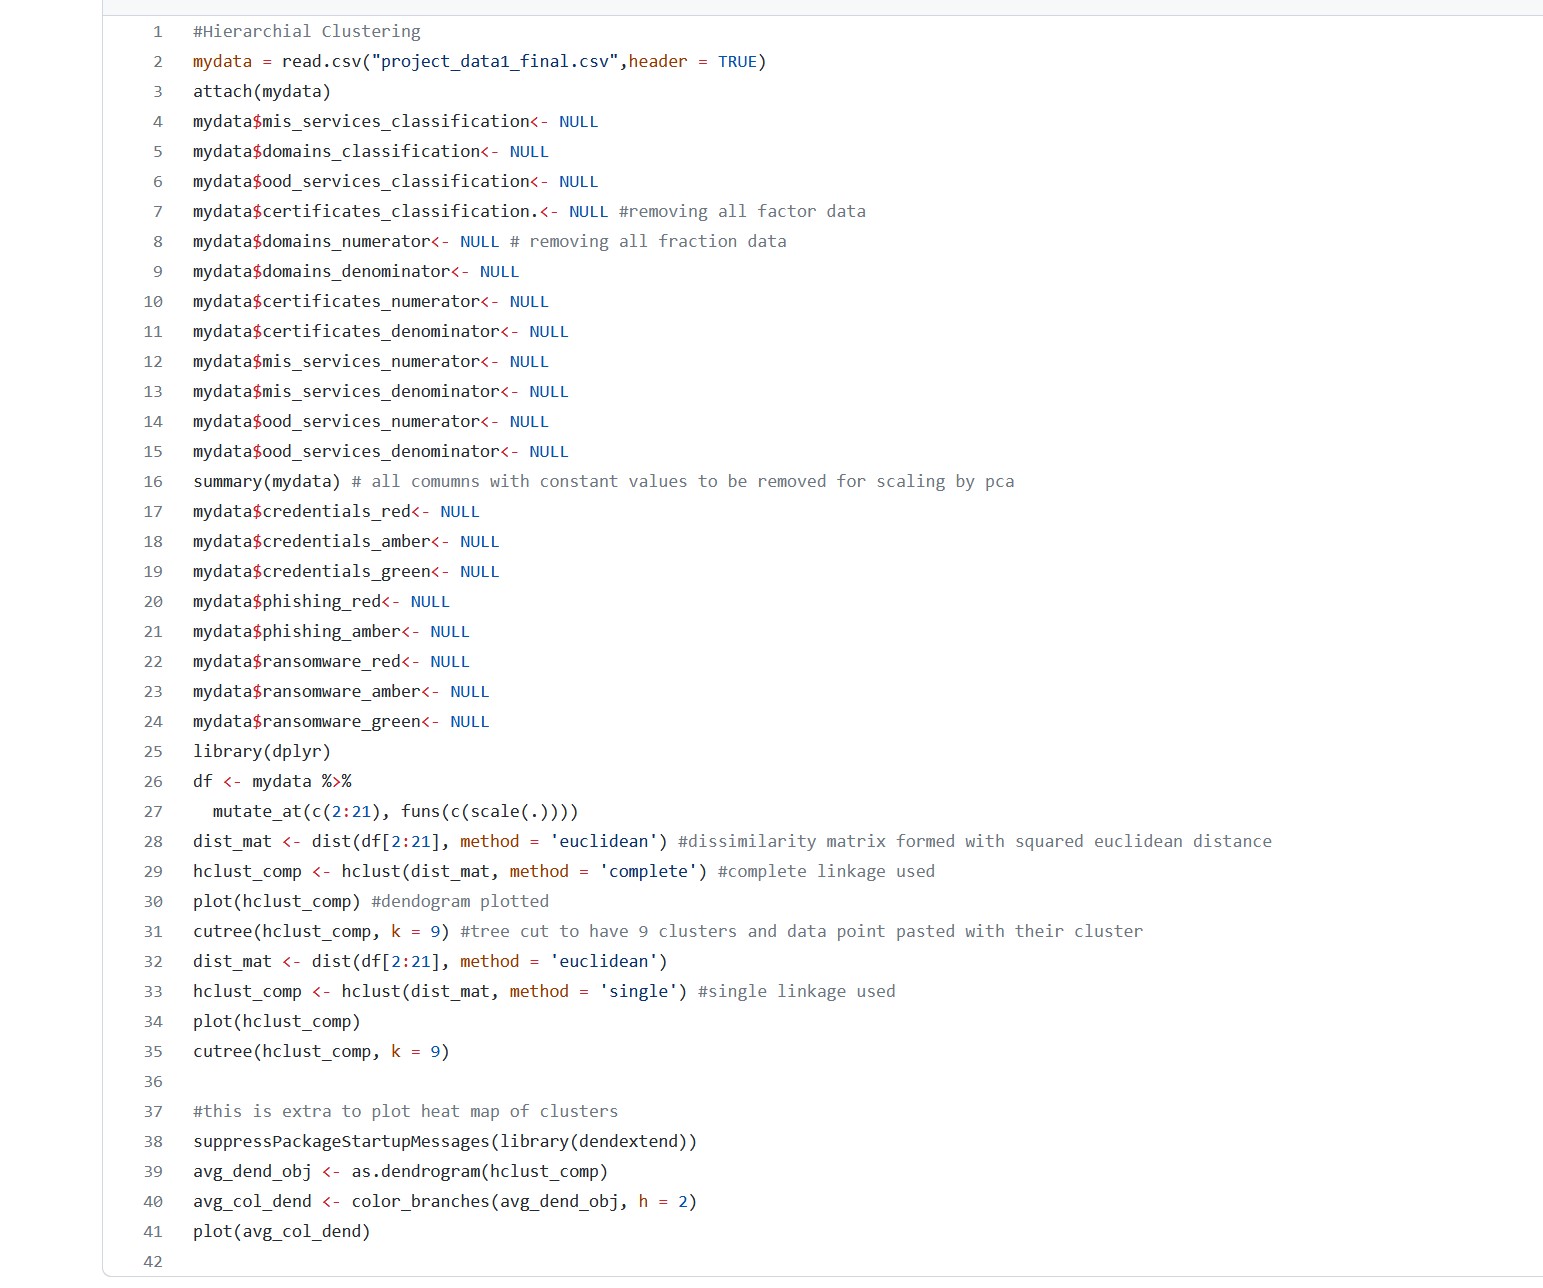 1 #Hierarchial Clustering
2 mydata = read.csv("project_data1_final.csv",header = TRUE)
3 attach(mydata)
4 mydata$mis_services_classification<- NULL
5 mydata$domains_classification<- NULL
6 mydata$ood_services_classification<- NULL
7 mydata$certificates_classification.<- NULL #removing all factor data
8 mydata$domains_numerator<- NULL # removing all fraction data
9 mydata$domains_denominator<- NULL
10 mydata$certificates_numerator<- NULL
11 mydata$certificates_denominator<- NULL
12 mydata$mis_services_numerator<- NULL
13 mydata$mis_services_denominator<- NULL
14 mydata$ood_services_numerator<- NULL
15 mydata$ood_services_denominator<- NULL
16 summary(mydata) # all comumns with constant values to be removed for scaling by pca
17 mydata$credentials_red<- NULL
18 mydata$credentials_amber<- NULL
19 mydata$credentials_green<- NULL
20 mydata$phishing_red<- NULL
21 mydata$phishing_amber<- NULL
22 mydata$ransomware_red<- NULL
23 mydata$ransomware_amber<- NULL
24 mydata$ransomware_green<- NULL
25 library(dplyr)
26 df <- mydata %>%
27   mutate_at(c(2:21), funs(c(scale(.))))
28 dist_mat <- dist(df[2:21], method = 'euclidean') #dissimilarity matrix formed with squared euclidean distance
29 hclust_comp <- hclust(dist_mat, method = 'complete') #complete linkage used
30 plot(hclust_comp) #dendogram plotted
31 cutree(hclust_comp, k = 9) #tree cut to have 9 clusters and data point pasted with their cluster
32 dist_mat <- dist(df[2:21], method = 'euclidean')
33 hclust_comp <- hclust(dist_mat, method = 'single') #single linkage used
34 plot(hclust_comp)
35 cutree(hclust_comp, k = 9)
36
37 #this is extra to plot heat map of clusters
38 suppressPackageStartupMessages(library(dendextend))
39 avg_dend_obj <- as.dendrogram(hclust_comp)
40 avg_col_dend <- color_branches(avg_dend_obj, h = 2)
41 plot(avg_col_dend)
42